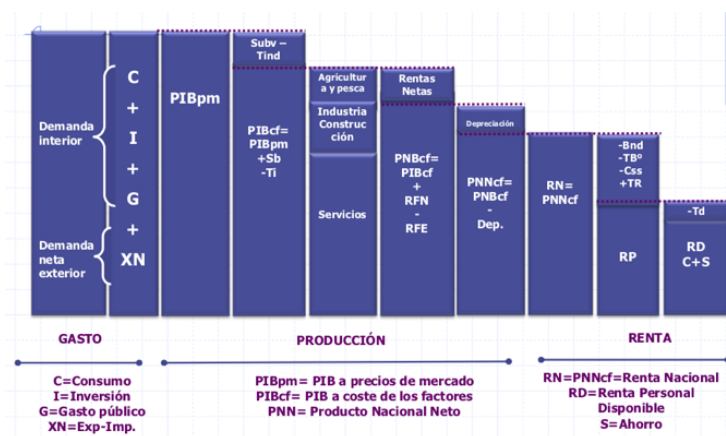 Demanda
interior
Demanda
neta
exterior
C
+
I
+
G
+
XN
PIBpm
Subv –
Tind
PIBcf=
PIBpm
+Sb
-Ti
Agricultur
a y pesca
Industria
Construc
ción
Servicios
Rentas
Netas
PNBcf=
PIBcf
+
RFN
-
RFE
Depreciación
PNNcf=
PNBcf
-
Dep.
RN=
PNNcf
-Bnd
-TBº
-Css
+TR
RP
-Td
RD
C+S
GASTO
PRODUCCIÓN
RENTA
C=Consumo
I=Inversión
G=Gasto público
XN=Exp-Imp.
PIBpm= PIB a precios de mercado
PIBcf= PIB a coste de los factores
PNN= Producto Nacional Neto
RN=PNNcf=Renta Nacional
RD=Renta Personal
Disponible
S=Ahorro